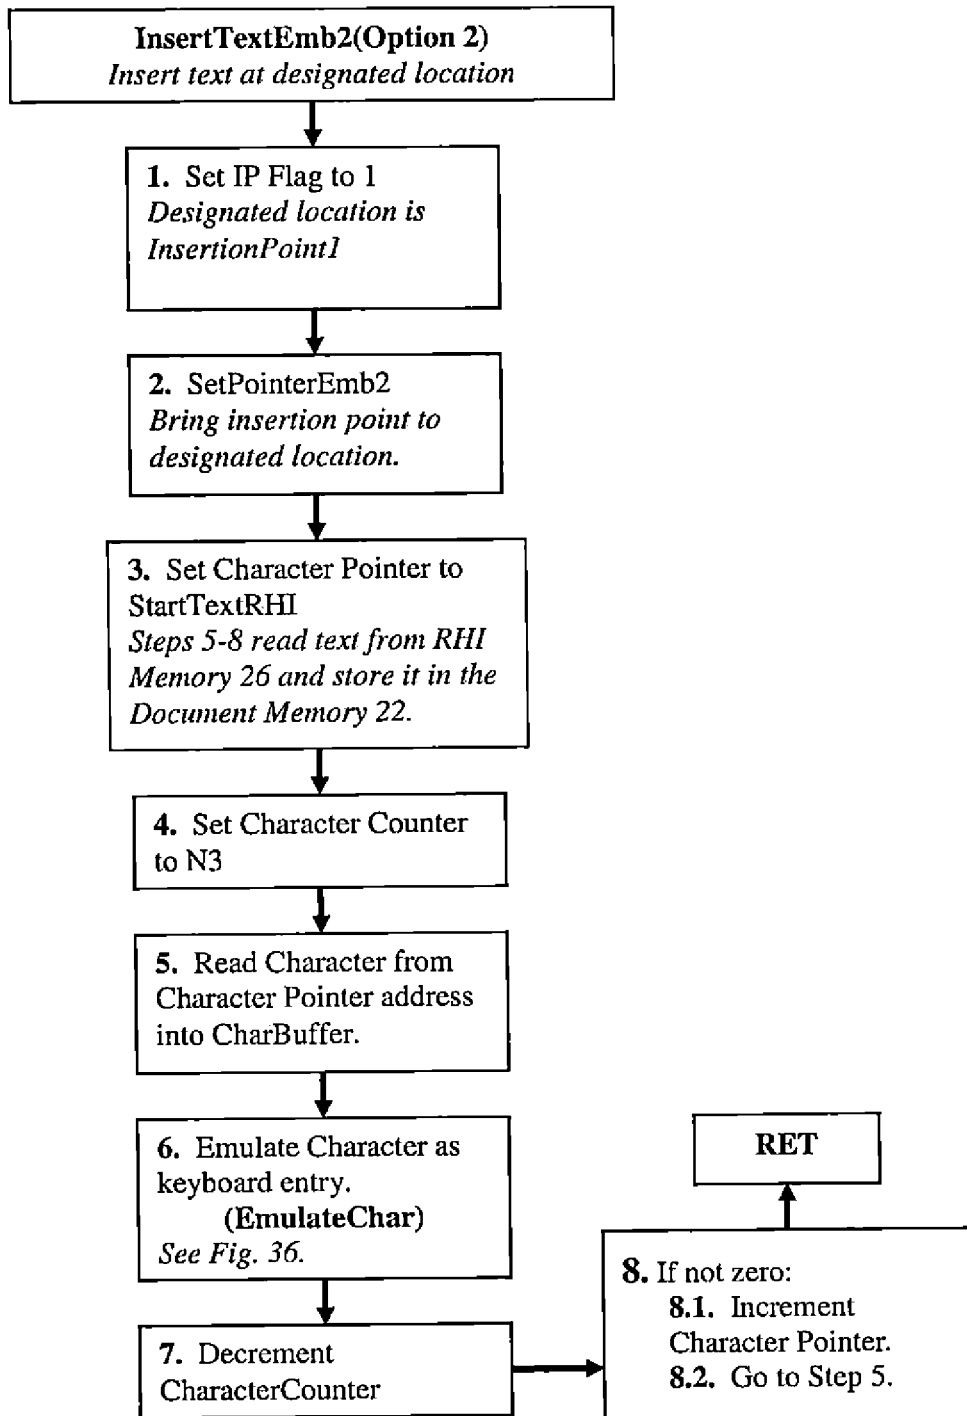 InsertTextEmb2(Option 2)
Insert text at designated location
1. Set IP Flag to 1
Designated location is
InsertionPoint1
2. SetPointerEmb2
Bring insertion point to
designated location.
3. Set Character Pointer to
StartTextRHI
Steps 5-8 read text from RHI
Memory 26 and store it in the
Document Memory 22.
4. Set Character Counter
to N3
5. Read Character from
Character Pointer address
into CharBuffer.
6. Emulate Character as
keyboard entry.
(EmulateChar)
See Fig. 36.
7. Decrement
CharacterCounter
8. If not zero:
8.1. Increment
Character Pointer.
8.2. Go to Step 5.
RET